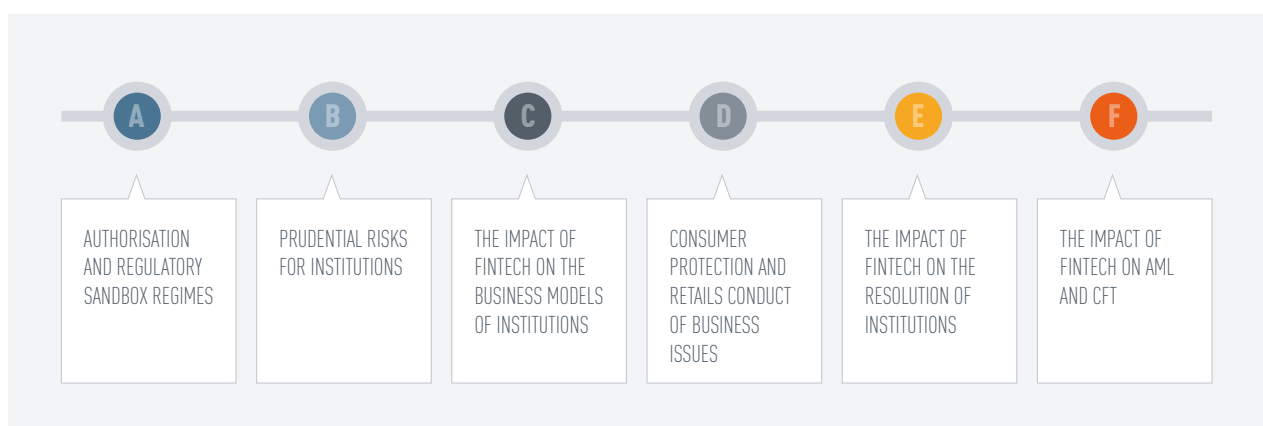 A
B
C
D
E
F
AUTHORISATION
AND REGULATORY
SANDBOX REGIMES
PRUDENTIAL RISKS
FOR INSTITUTIONS
THE IMPACT OF
FINTECH ON THE
BUSINESS MODELS
OF INSTITUTIONS
CONSUMER
PROTECTION AND
RETAILS CONDUCT
OF BUSINESS
ISSUES
THE IMPACT OF
FINTECH ON THE
RESOLUTION OF
INSTITUTIONS
THE IMPACT OF
FINTECH ON AML
AND CFT